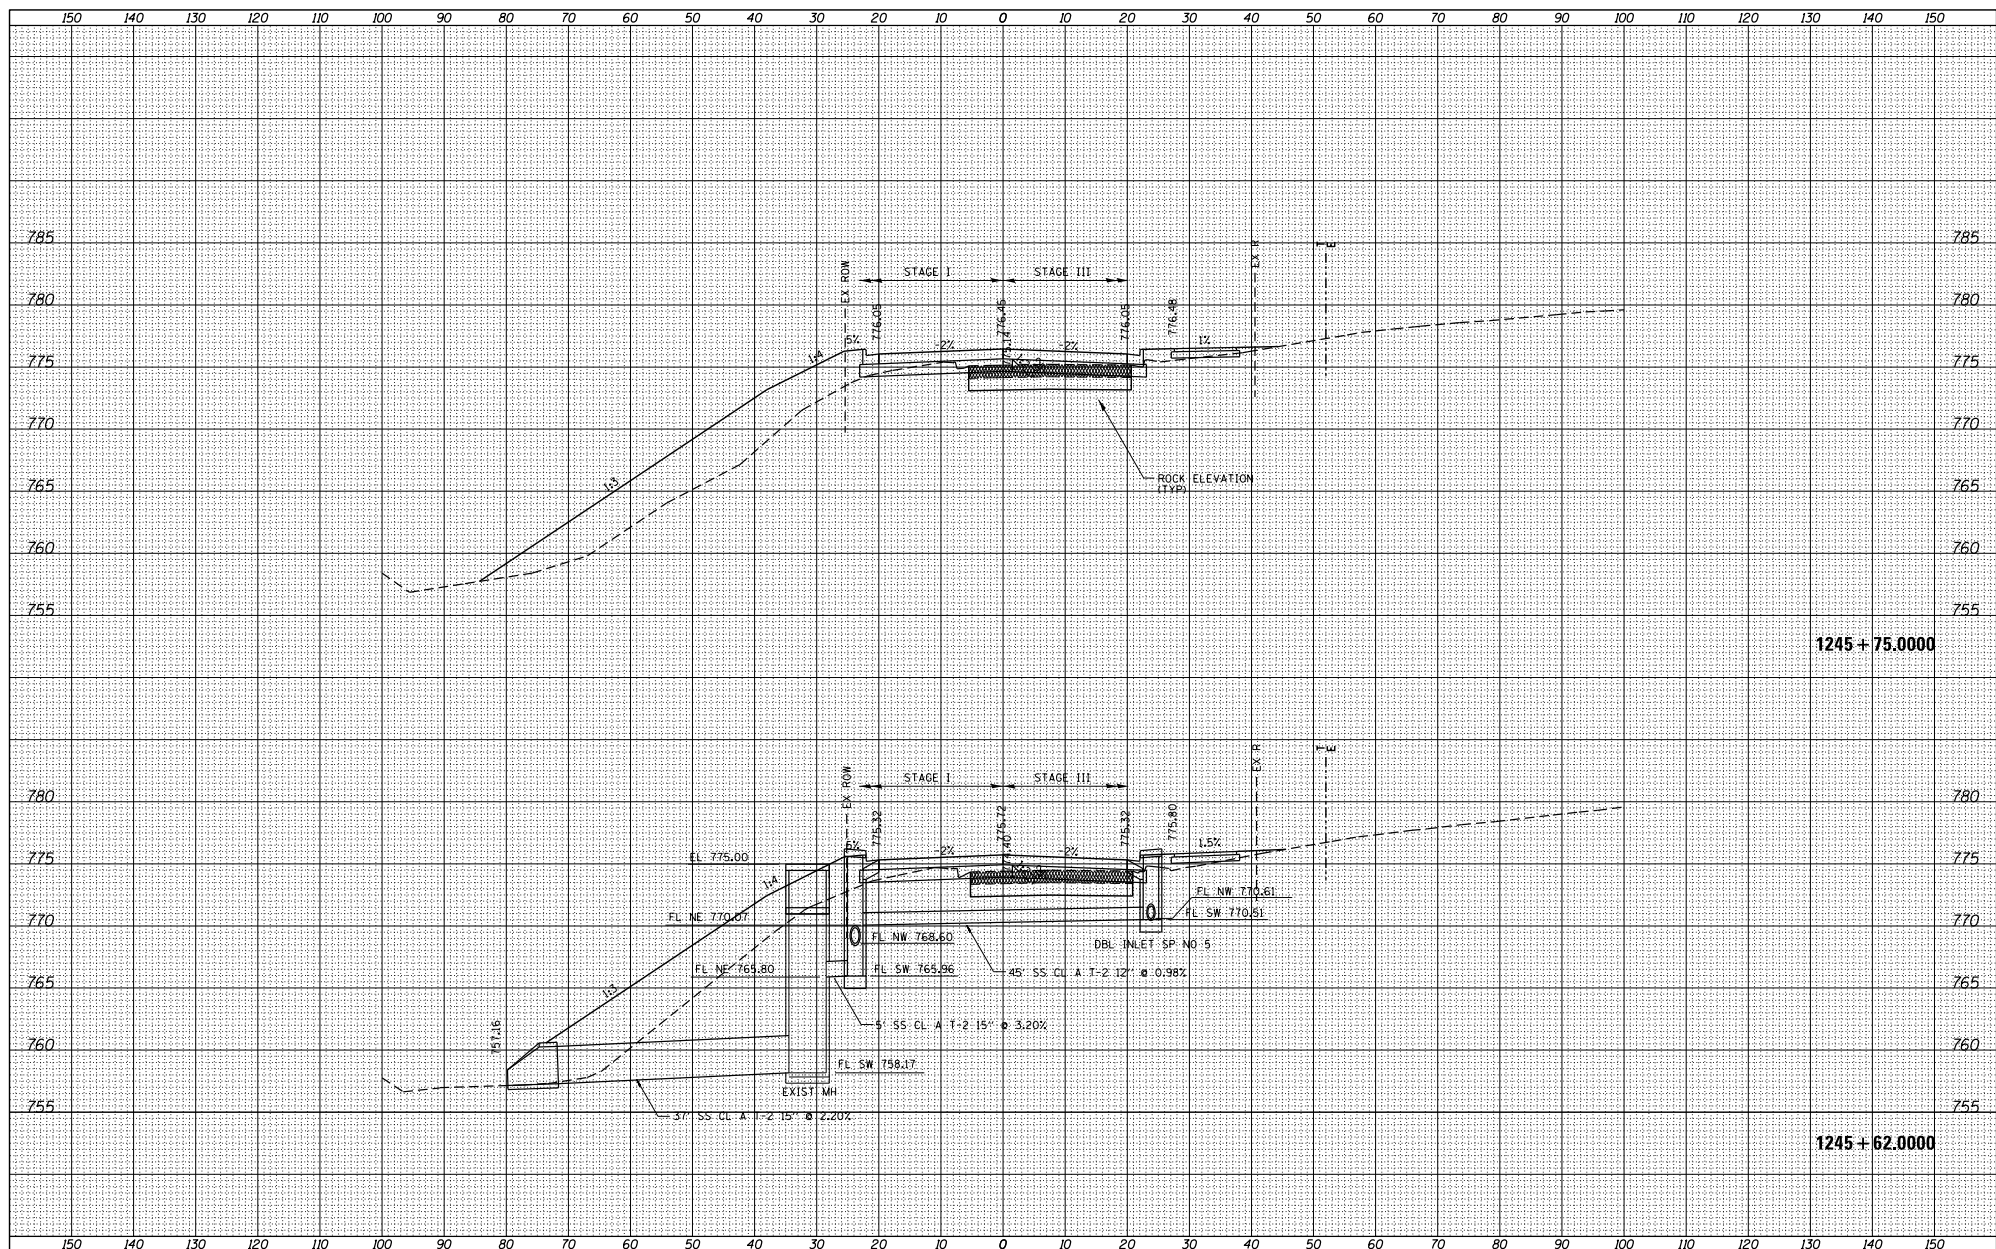 150 140 130 120 110 100 90 80 70 60 50 40 30 20 10 0 10 20 30 40 50 60 70 80 90 100 110 120 130 140 150
785 785
EX ROW
EX R
TE
STAGE I STAGE III
780 780
776.05 776.45 776.05 776.48
775.14
1:4 5% -2% -2% 1%
775 775
770 770
1:3
ROCK ELEVATION
(TYP)
765 765
760 760
755 755
1245 + 75.0000
EX ROW
EX R
TE
STAGE I STAGE III
780 780
775.32 775.72 775.32 775.80
774.40
EL 775.00 5% -2% -2% 1.5%
775 775
1:4
FL NW 770.61
FL NE 770.07 FL SW 770.51
770 770
FL NW 768.60 DBL INLET SP NO 5
FL NE 765.80 FL SW 765.96 45' SS CL A T-2 12" @ 0.98%
765 765
1:3
5' SS CL A T-2 15" @ 3.20%
757.16
760 760
FL SW 758.17
EXIST MH
755 755
37' SS CL A T-2 15" @ 2.20%
1245 + 62.0000
150 140 130 120 110 100 90 80 70 60 50 40 30 20 10 0 10 20 30 40 50 60 70 80 90 100 110 120 130 140 150